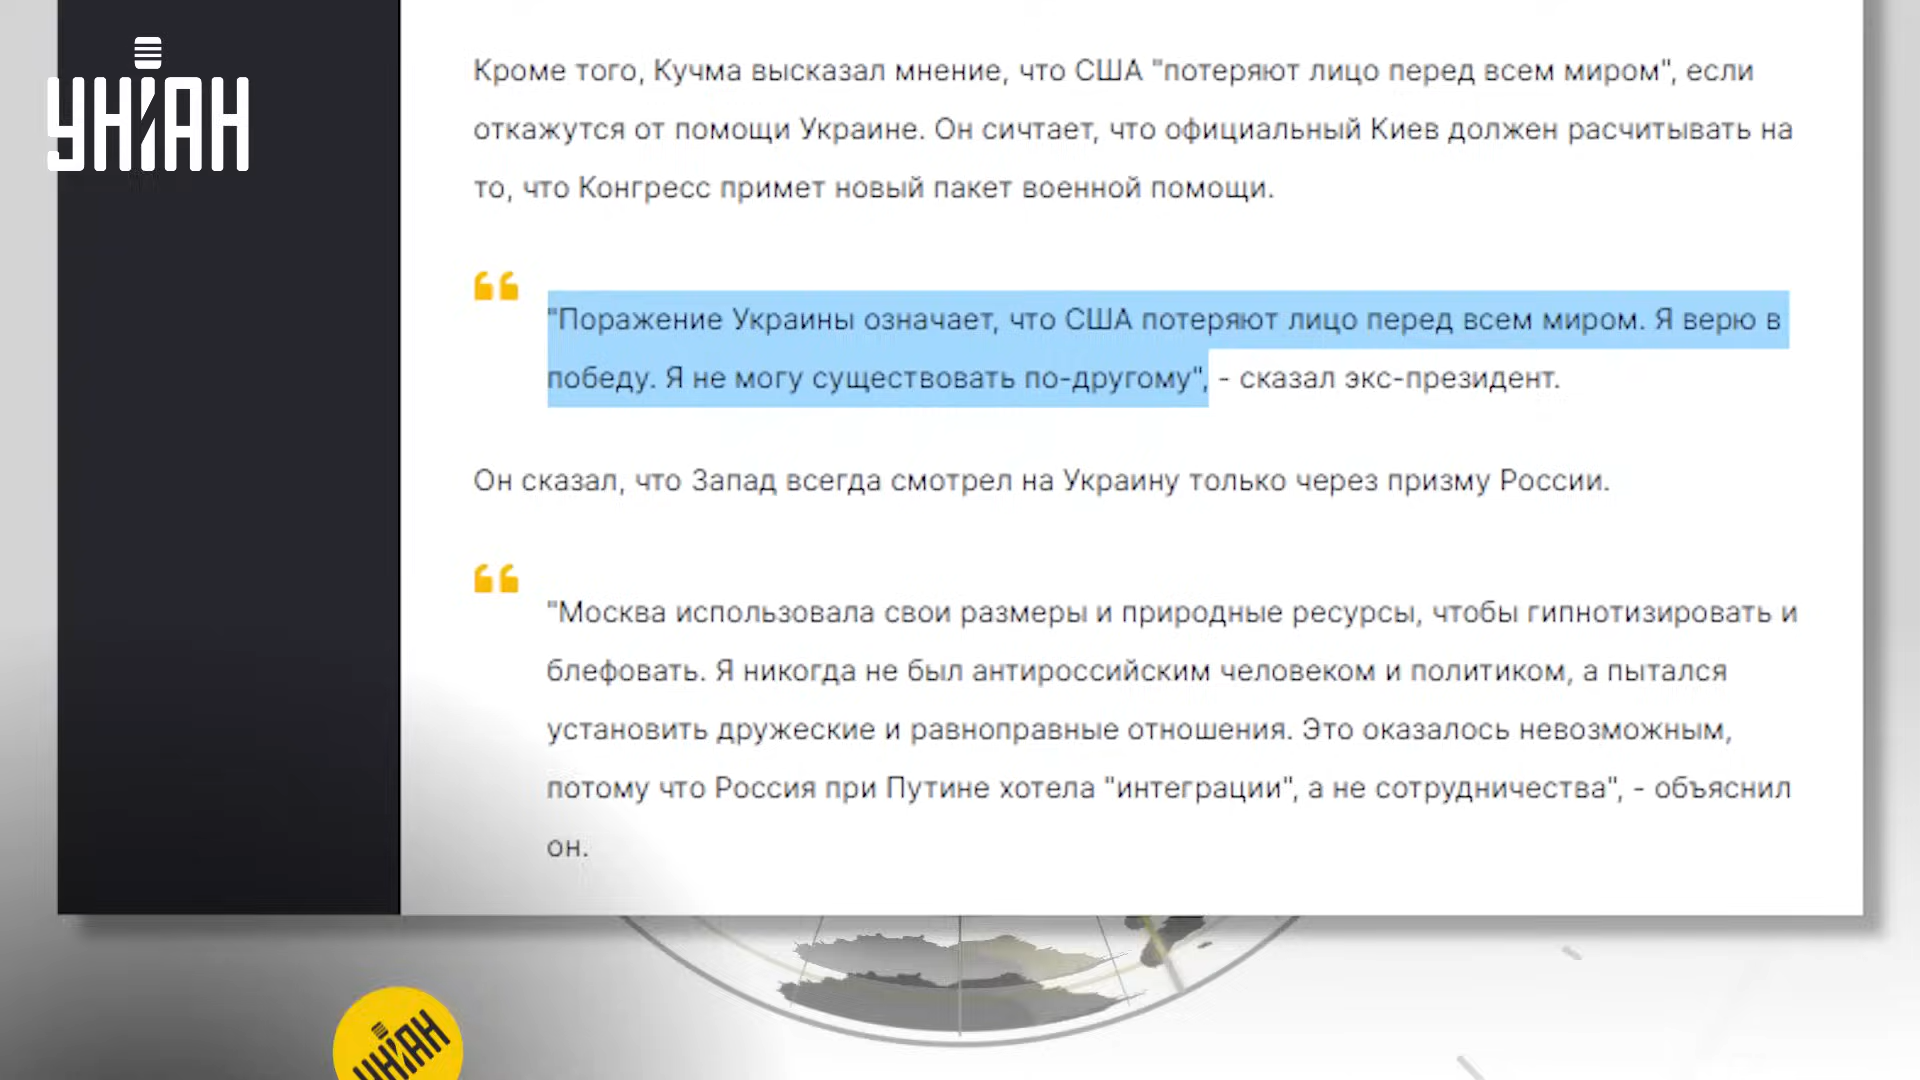 УНІАН
Кроме того, Кучма высказал мнение, что США "потеряют лицо перед всем миром", если
откажутся от помощи Украине. Он сичтает, что официальный Киев должен расчитывать на
то, что Конгресс примет новый пакет военной помощи.
"Поражение Украины означает, что США потеряют лицо перед всем миром. Я верю в
победу. Я не могу существовать по-другому", - сказал экс-президент.
Он сказал, что Запад всегда смотрел на Украину только через призму России.
"Москва использовала свои размеры и природные ресурсы, чтобы гипнотизировать и
блефовать. Я никогда не был антироссийским человеком и политиком, а пытался
установить дружеские и равноправные отношения. Это оказалось невозможным,
потому что Россия при Путине хотела "интеграции", а не сотрудничества", - объяснил
он.
УНІАН